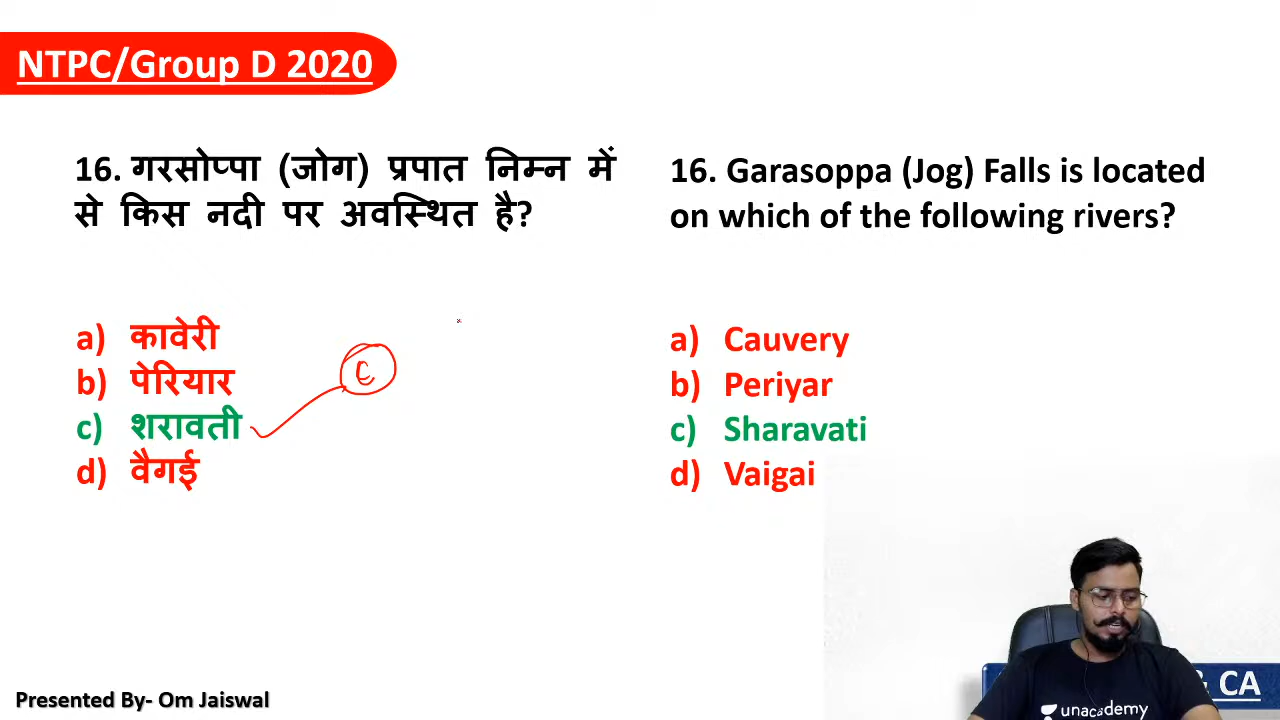 NTPC/Group D 2020
16. गरसोप्पा (जोग) प्रपात निम्न में
से किस नदी पर अवस्थित है?
a) कावेरी
b) पेरियार
c) शरावती
d) वैगई
C
16. Garasoppa (Jog) Falls is located
on which of the following rivers?
a) Cauvery
b) Periyar
c) Sharavati
d) Vaigai
& CA
unacademy
Presented By- Om Jaiswal